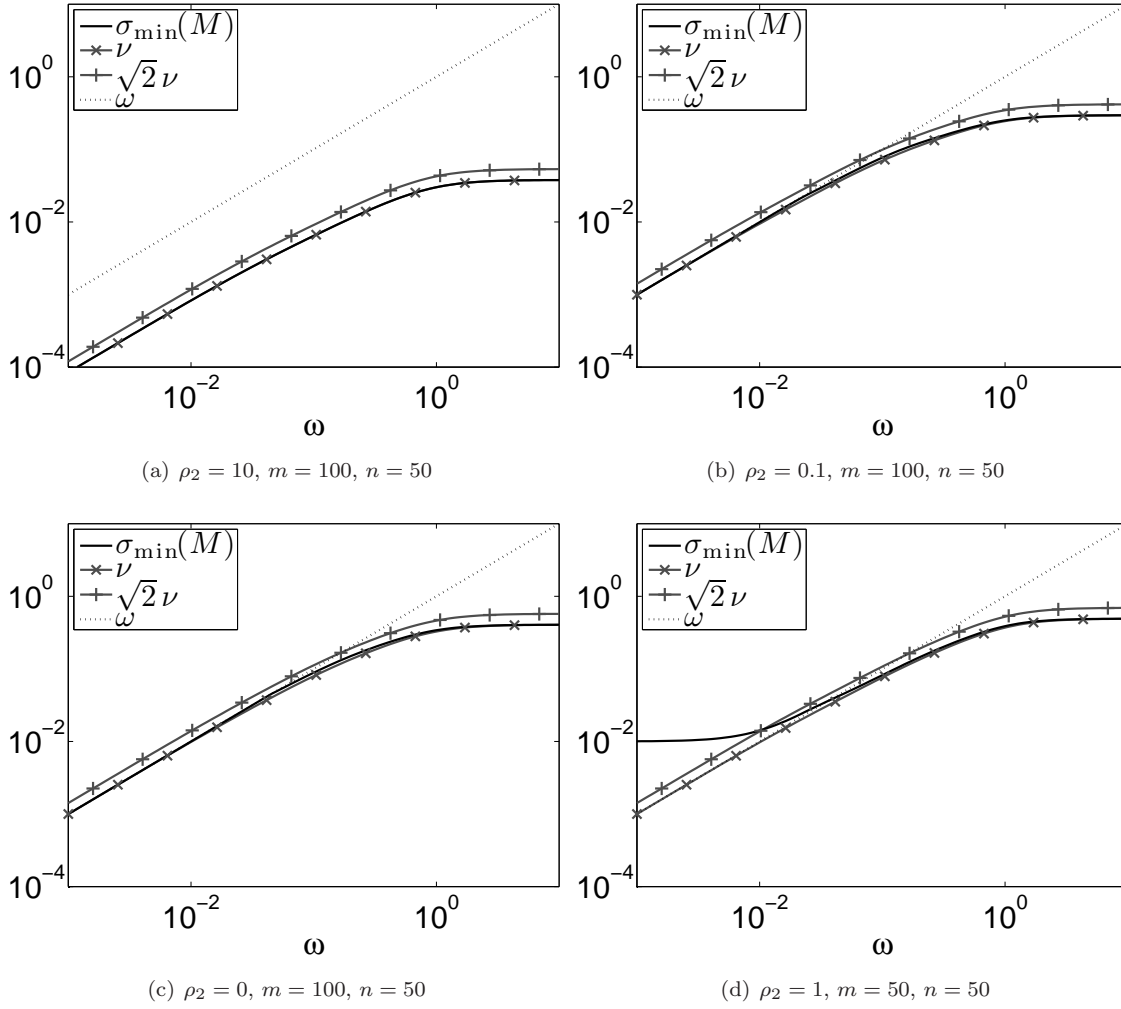 σmin(M)
ν
√2 ν
ω
10^0
10^−2
10^−4
10^−2 10^0
ω
(a) ρ2 = 10, m = 100, n = 50
σmin(M)
ν
√2 ν
ω
10^0
10^−2
10^−4
10^−2 10^0
ω
(b) ρ2 = 0.1, m = 100, n = 50
σmin(M)
ν
√2 ν
ω
10^0
10^−2
10^−4
10^−2 10^0
ω
(c) ρ2 = 0, m = 100, n = 50
σmin(M)
ν
√2 ν
ω
10^0
10^−2
10^−4
10^−2 10^0
ω
(d) ρ2 = 1, m = 50, n = 50